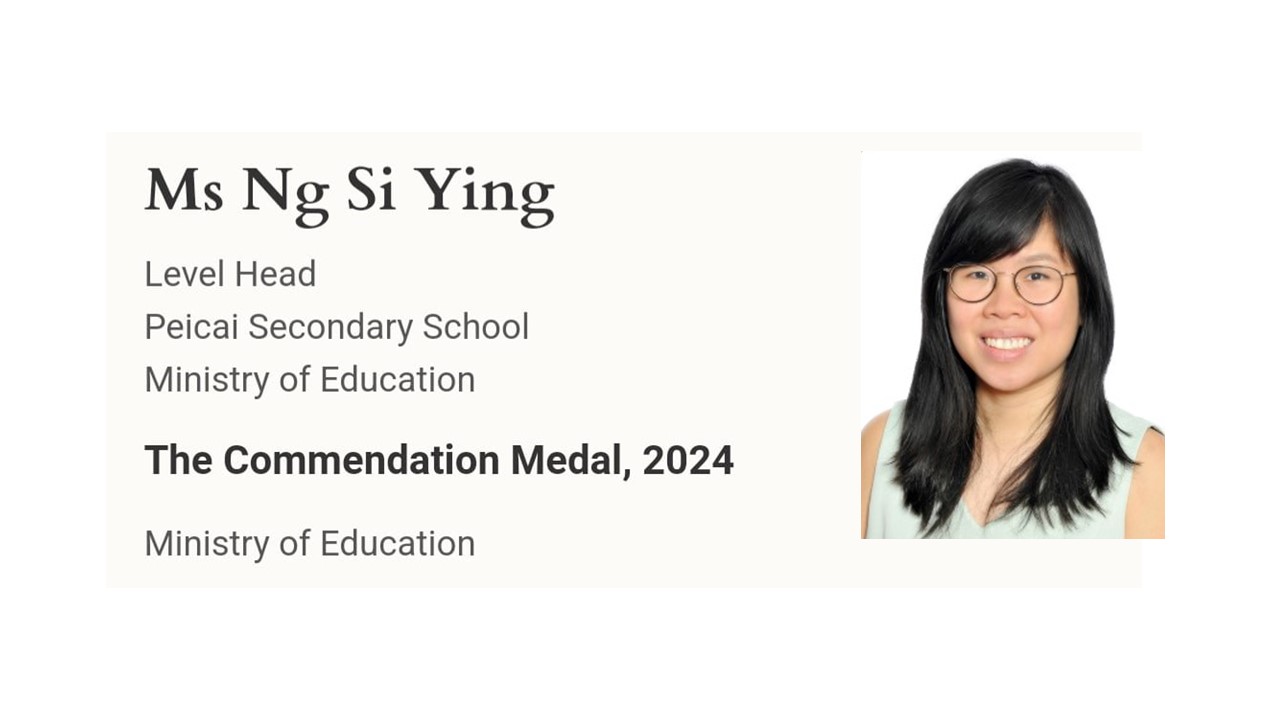 Ms Ng Si Ying
Level Head
Peicai Secondary School
Ministry of Education
The Commendation Medal, 2024
Ministry of Education